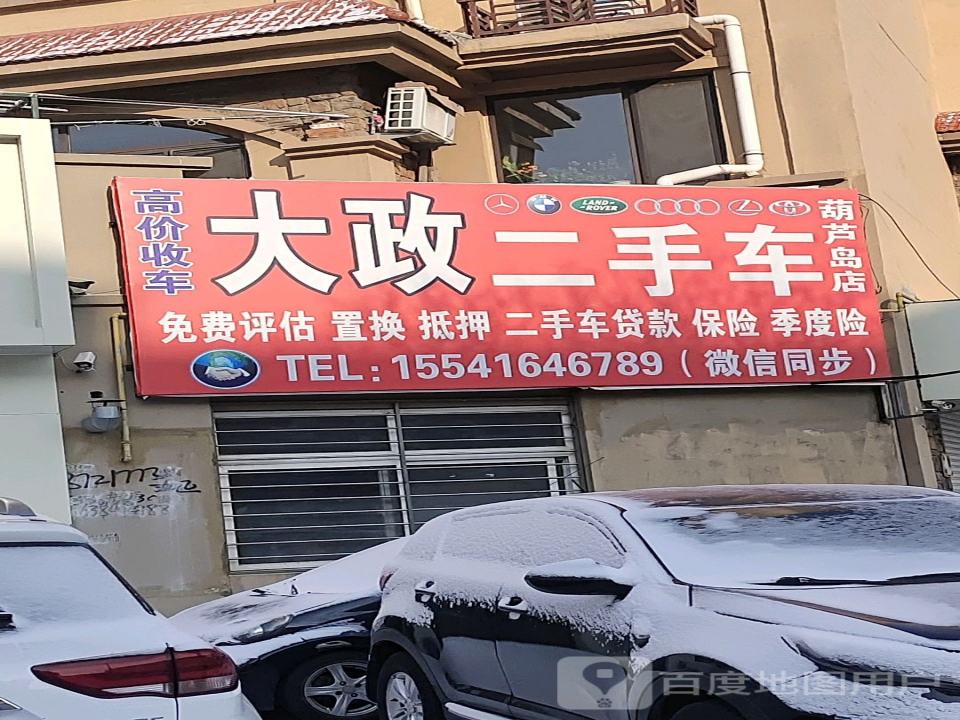 高价收车
大政二手车
LAND ROVER
葫芦岛店
免费评估 置换 抵押 二手车贷款 保险 季度险
TEL：15541646789（微信同步）
百度地图用户